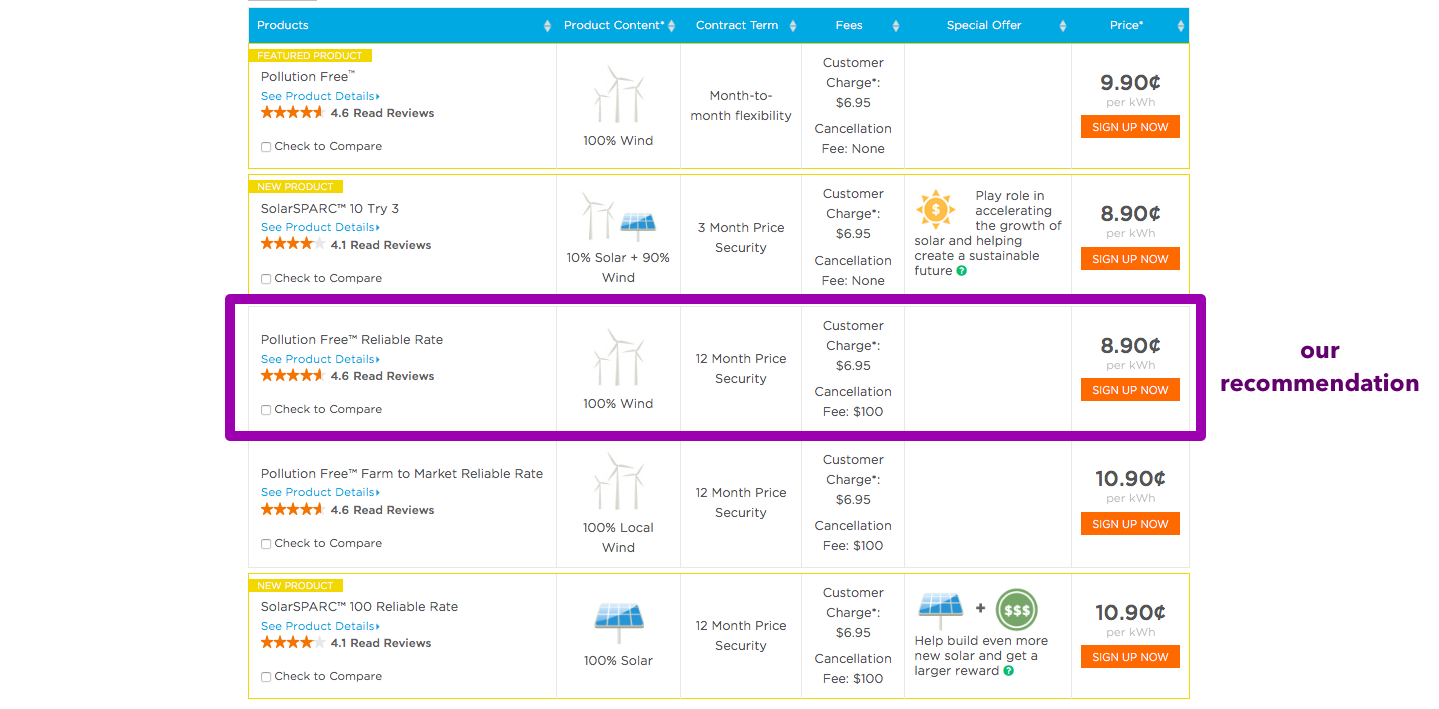 Products Product Content* Contract Term Fees Special Offer Price*
FEATURED PRODUCT
Pollution Free™
See Product Details
4.6 Read Reviews
Check to Compare
100% Wind
Month-to-
month flexibility
Customer
Charge*:
$6.95
Cancellation
Fee: None
9.90¢
per kWh
SIGN UP NOW
NEW PRODUCT
SolarSPARC™ 10 Try 3
See Product Details
4.1 Read Reviews
Check to Compare
10% Solar + 90%
Wind
3 Month Price
Security
Customer
Charge*:
$6.95
Cancellation
Fee: None
$
Play role in
accelerating
the growth of
solar and helping
create a sustainable
future ?
8.90¢
per kWh
SIGN UP NOW
Pollution Free™ Reliable Rate
See Product Details
4.6 Read Reviews
Check to Compare
100% Wind
12 Month Price
Security
Customer
Charge*:
$6.95
Cancellation
Fee: $100
8.90¢
per kWh
SIGN UP NOW
our
recommendation
Pollution Free™ Farm to Market Reliable Rate
See Product Details
4.6 Read Reviews
Check to Compare
100% Local
Wind
12 Month Price
Security
Customer
Charge*:
$6.95
Cancellation
Fee: $100
10.90¢
per kWh
SIGN UP NOW
NEW PRODUCT
SolarSPARC™ 100 Reliable Rate
See Product Details
4.1 Read Reviews
Check to Compare
100% Solar
12 Month Price
Security
Customer
Charge*:
$6.95
Cancellation
Fee: $100
+ $$$
Help build even more
new solar and get a
larger reward ?
10.90¢
per kWh
SIGN UP NOW